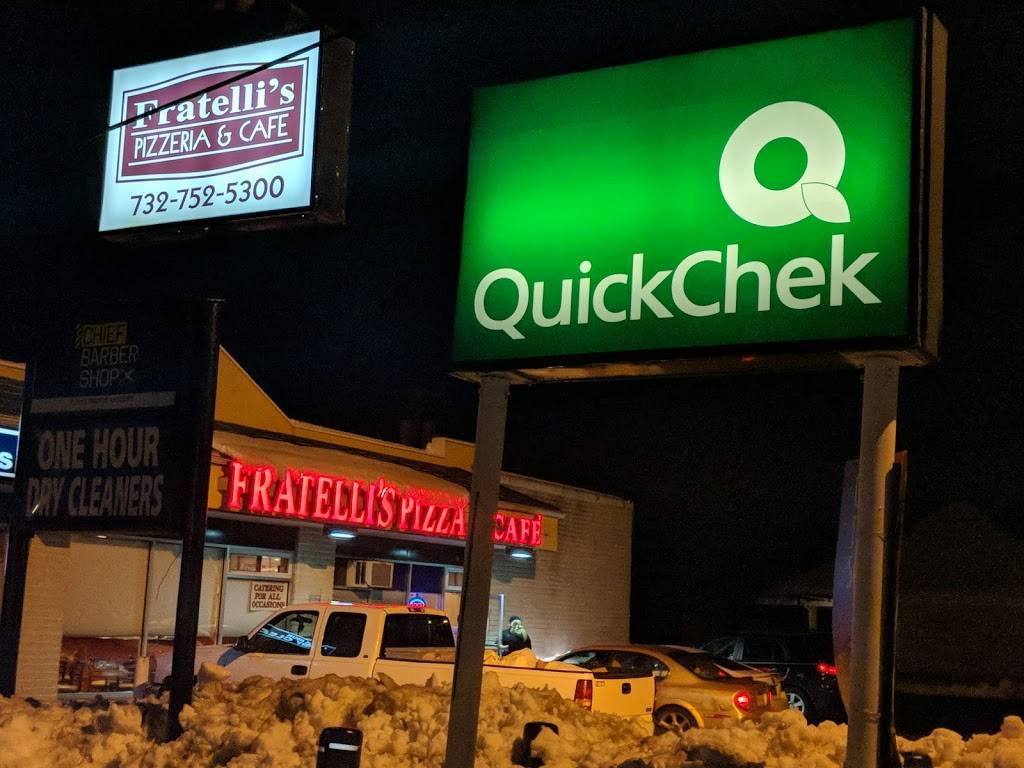 Fratelli's
PIZZERIA & CAFE
732-752-5300
QuickChek
CHIEF
BARBER
SHOP
ONE HOUR
DRY CLEANERS
FRATELLI'S PIZZA CAFÉ
CATERING
FOR ALL
OCCASIONS
s